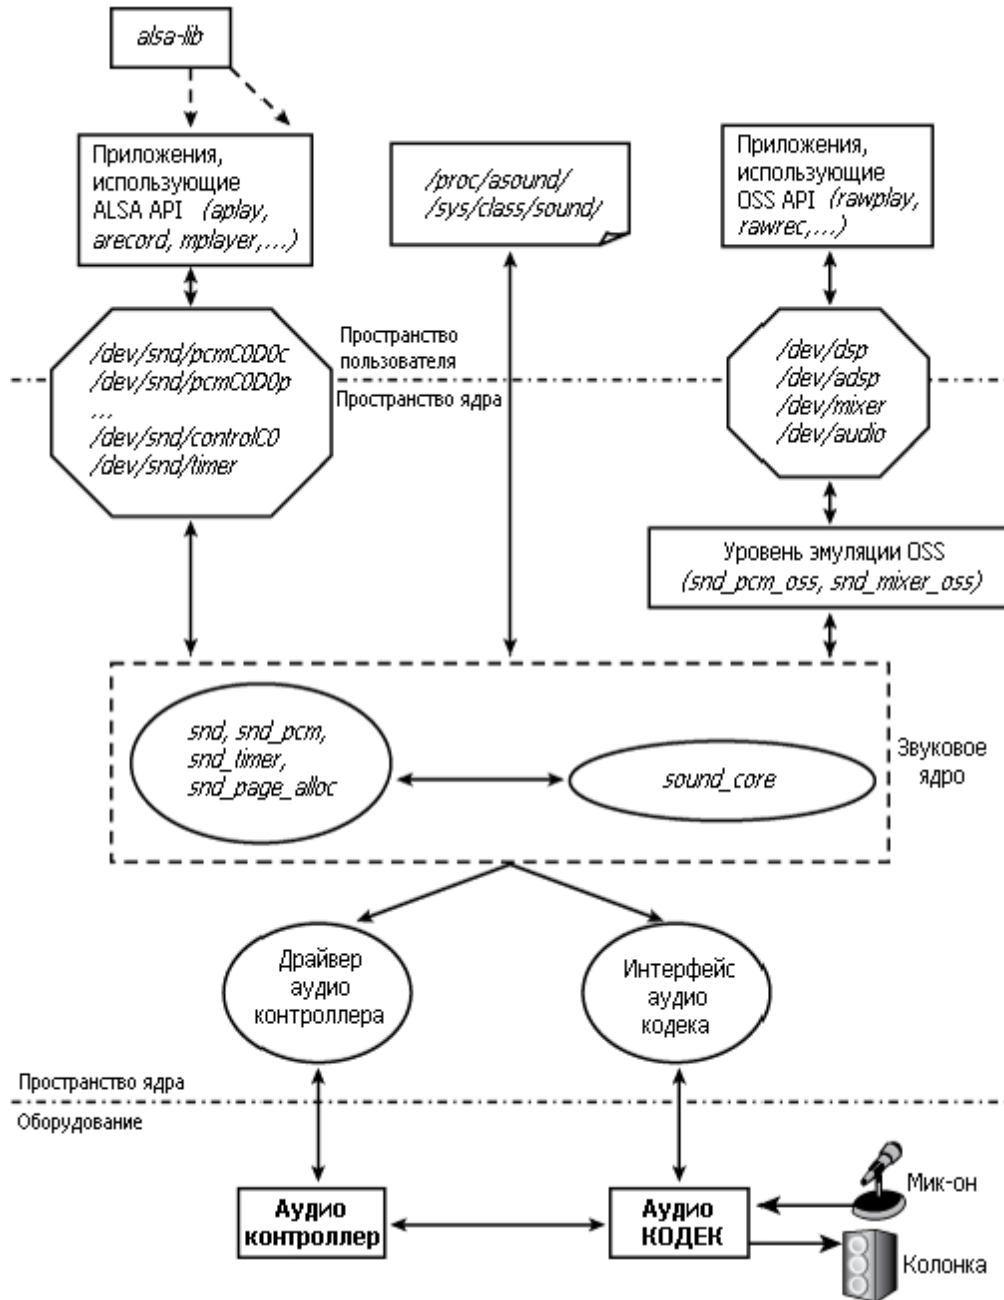 alsa-lib
Приложения,
использующие
ALSA API (aplay,
arecord, mplayer,...)
/proc/asound/
/sys/class/sound/
Приложения,
использующие
OSS API (rawplay,
rawrec,...)
/dev/snd/pcmC0D0c
/dev/snd/pcmC0D0p
...
/dev/snd/controlC0
/dev/snd/timer
Пространство
пользователя
Пространство ядра
/dev/dsp
/dev/adsp
/dev/mixer
/dev/audio
Уровень эмуляции OSS
(snd_pcm_oss, snd_mixer_oss)
snd, snd_pcm,
snd_timer,
snd_page_alloc
sound_core
Звуковое
ядро
Драйвер
аудио
контроллера
Интерфейс
аудио
кодека
Пространство ядра
Оборудование
Аудио
контроллер
Аудио
КОДЕК
Мик-он
Колонка